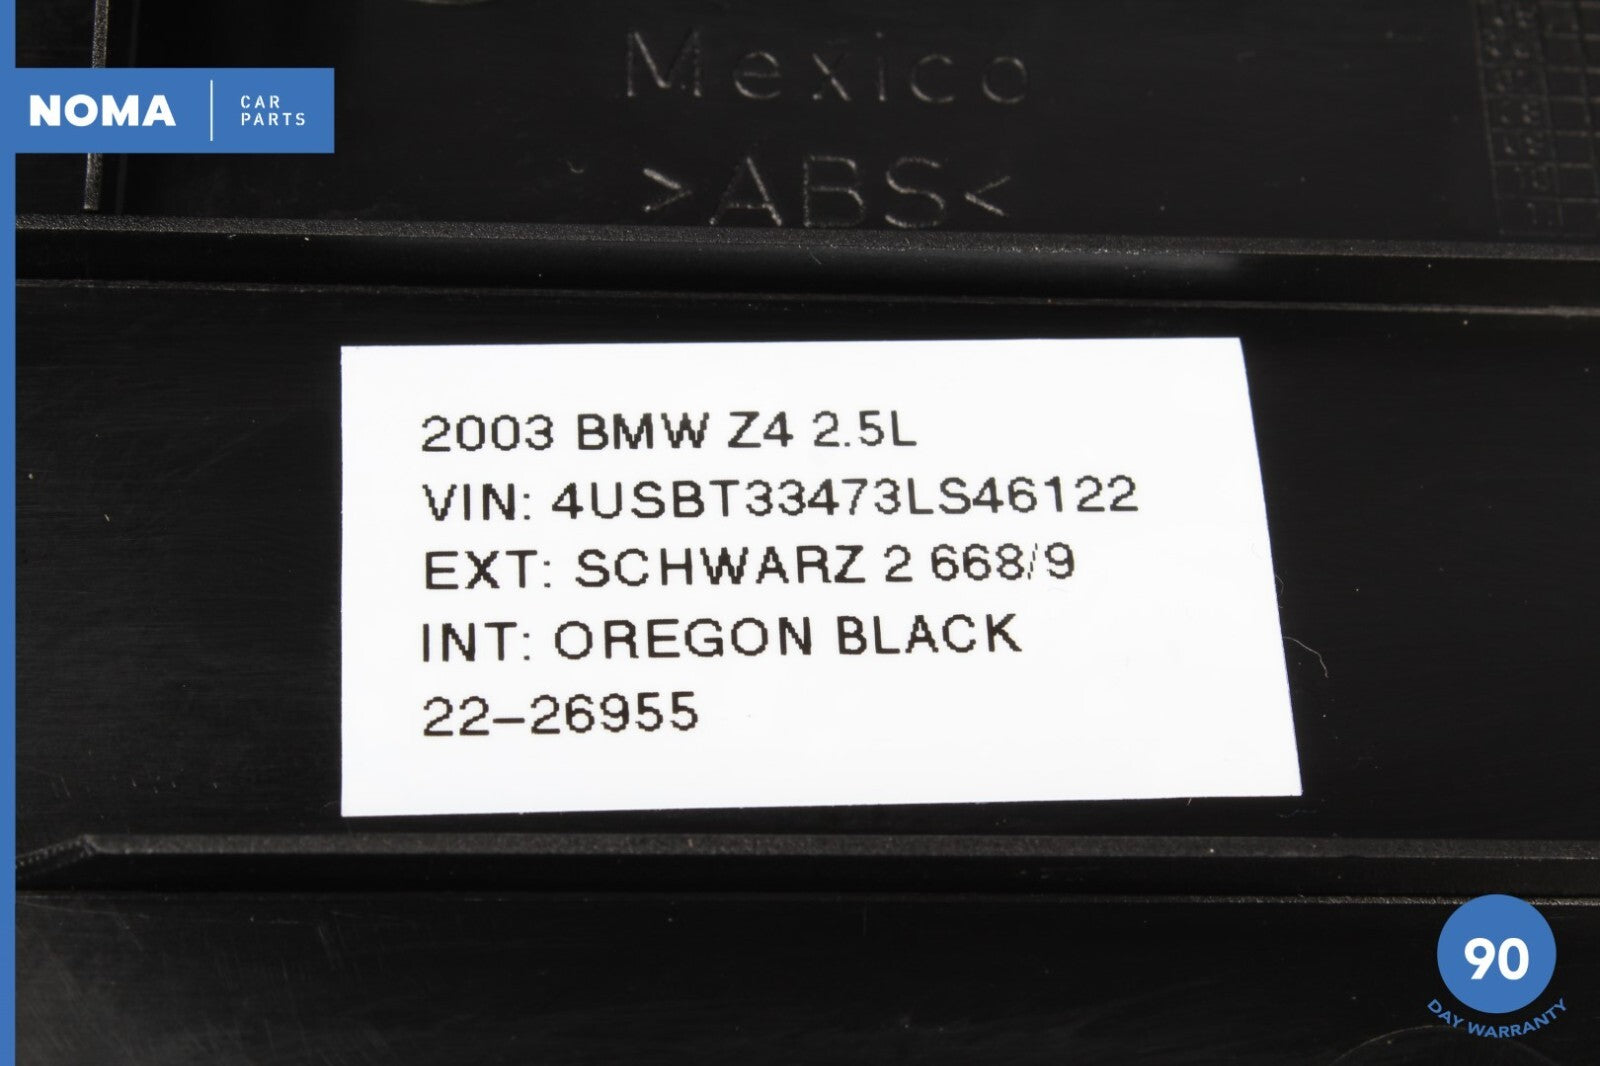 Mexico
>ABS<
NOMA
CAR
PARTS
2003 BMW Z4 2.5L
VIN: 4USBT33473LS46122
EXT: SCHWARZ 2 668/9
INT: OREGON BLACK
22-26955
90
DAY WARRANTY